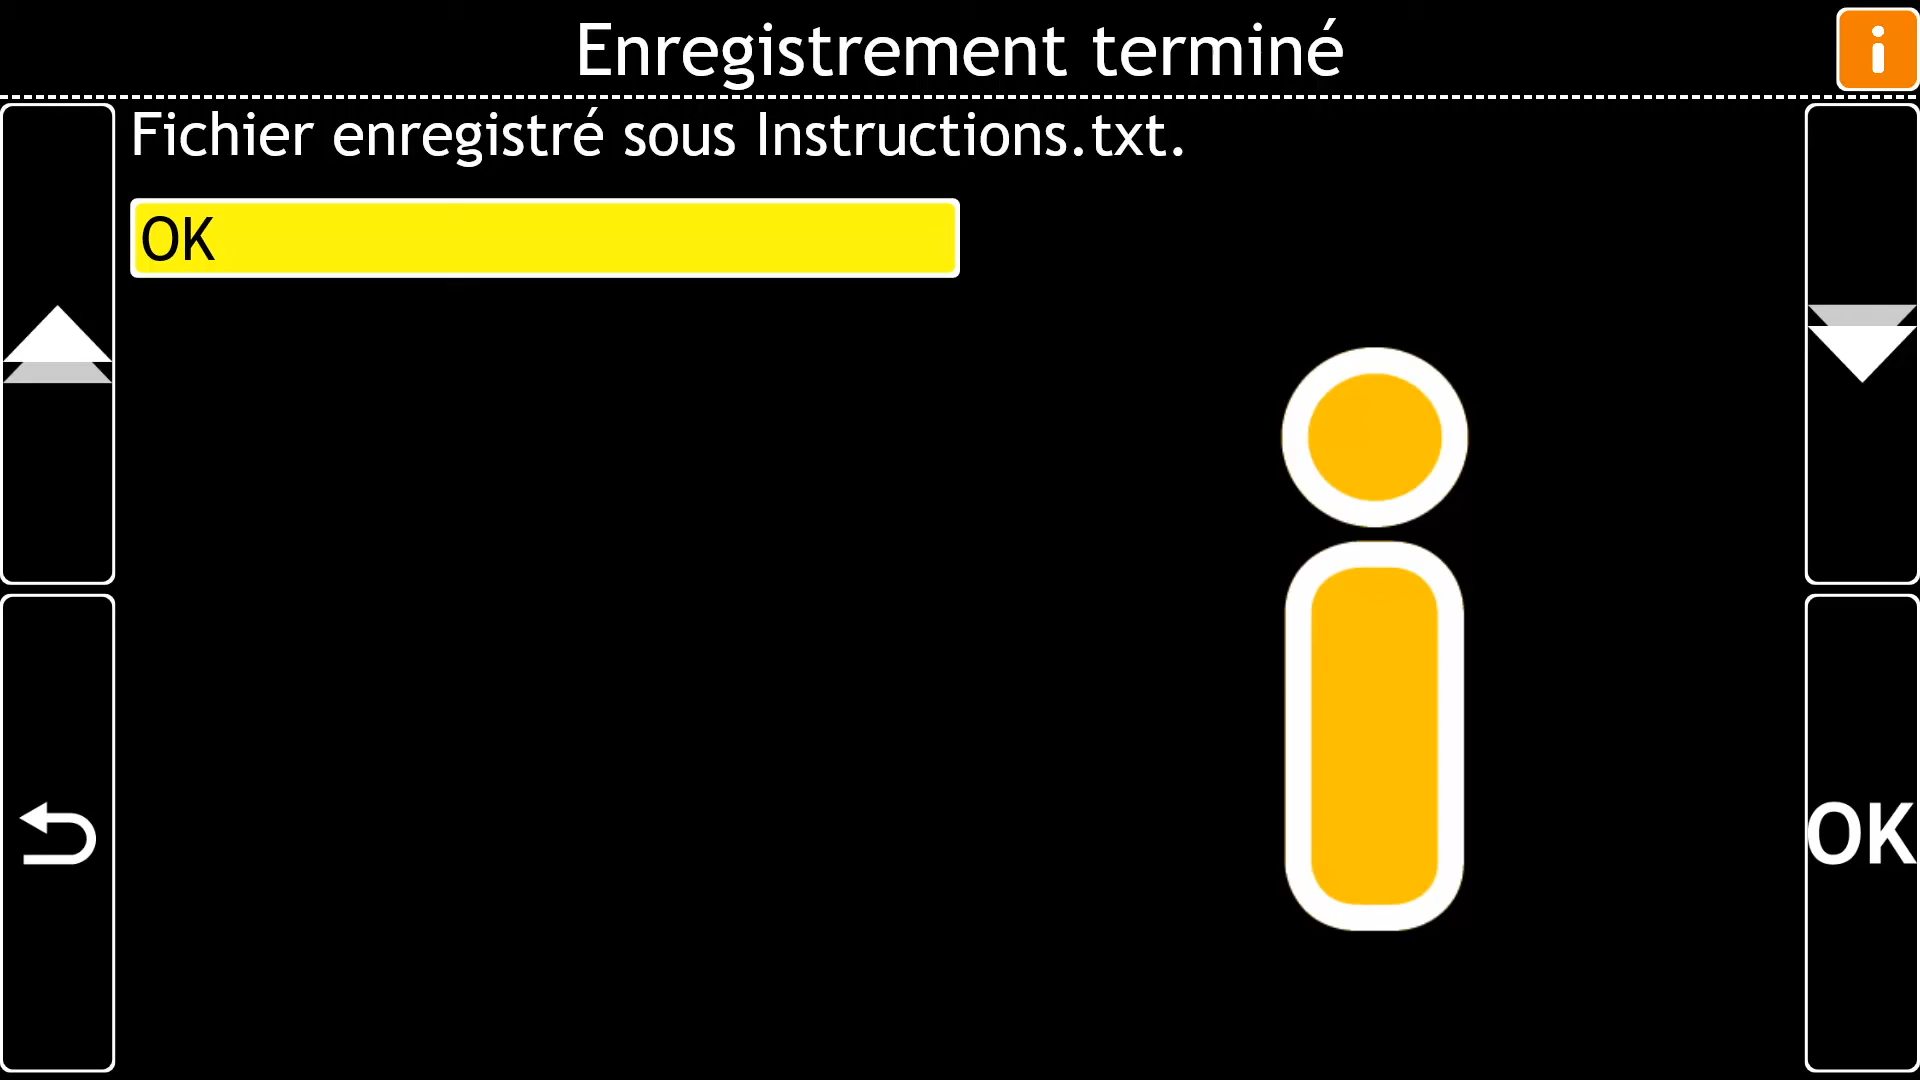 Enregistrement terminé
Fichier enregistré sous Instructions.txt.
OK
OK